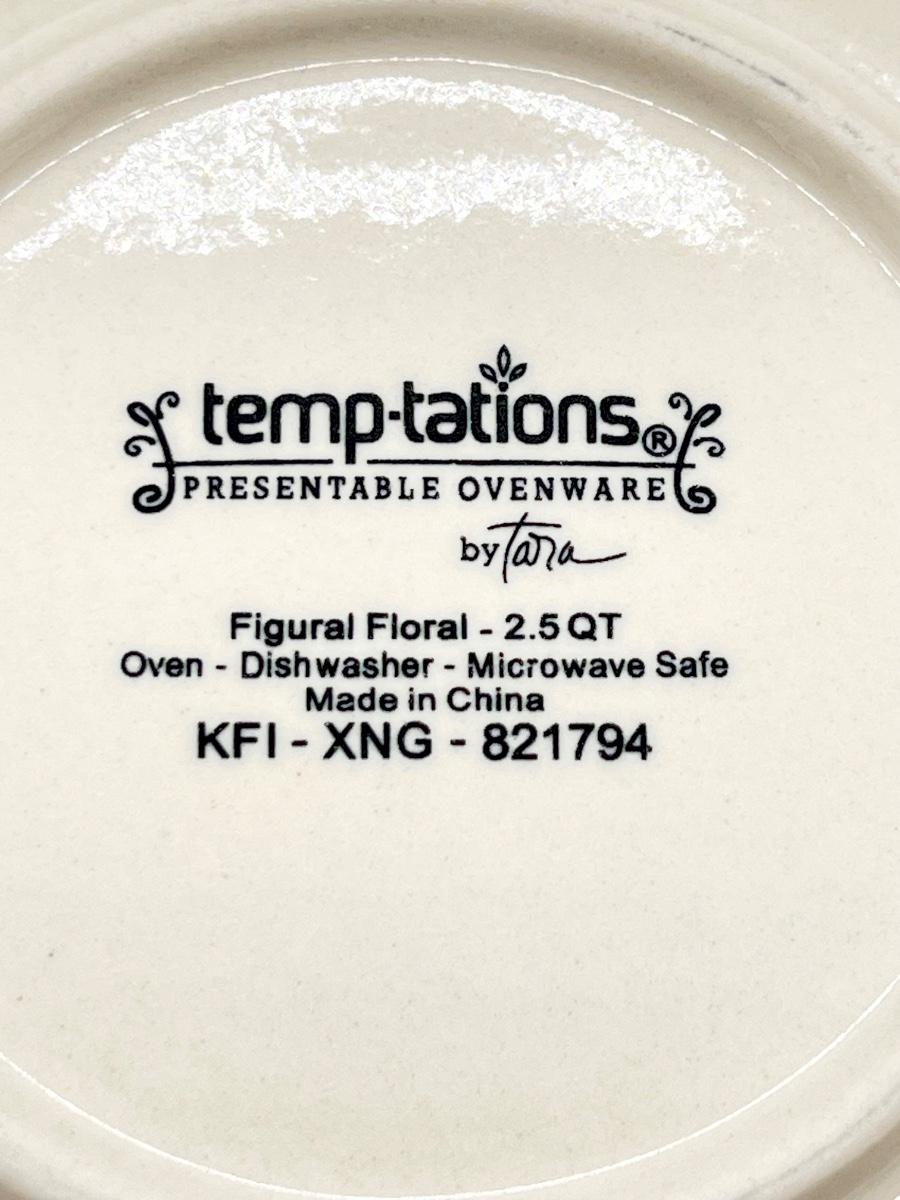 temp-tations®
PRESENTABLE OVENWARE
by Tara
Figural Floral - 2.5 QT
Oven - Dishwasher - Microwave Safe
Made in China
KFI - XNG - 821794